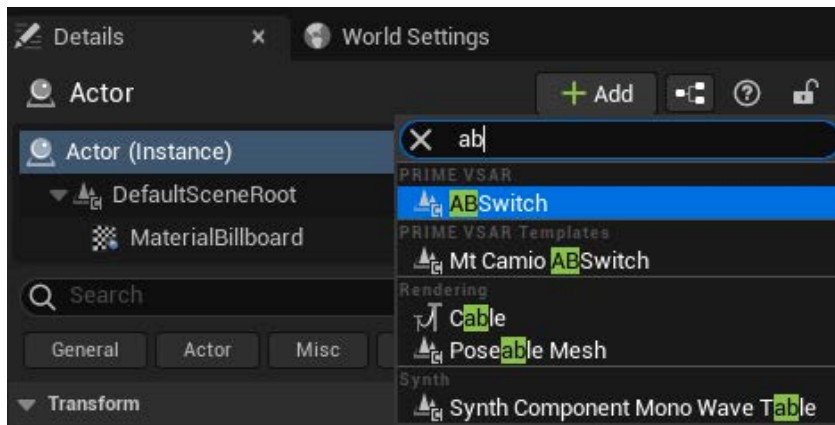 Details
World Settings
Actor
Add
Actor (Instance)
ab
PRIME VSAR
DefaultSceneRoot
ABSwitch
PRIME VSAR Templates
MaterialBillboard
Mt Camio ABSwitch
Search
Rendering
Cable
General Actor Misc
Poseable Mesh
Synth
Transform
Synth Component Mono Wave Table